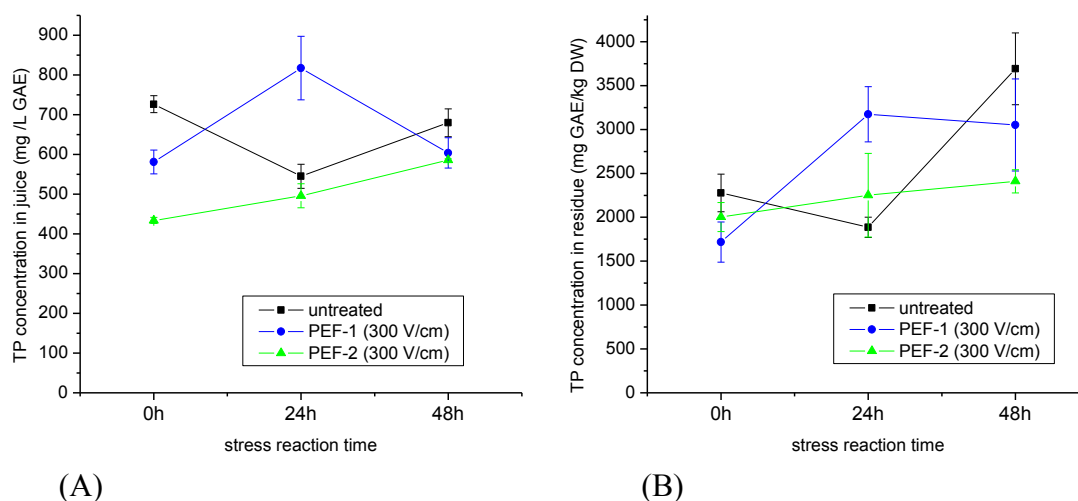 TP concentration in juice (mg /L GAE)
900
800
700
600
500
400
300
200
100
0
0h 24h 48h
stress reaction time
untreated
PEF-1 (300 V/cm)
PEF-2 (300 V/cm)
(A)
TP concentration in residue (mg GAE/kg DW)
4000
3500
3000
2500
2000
1500
1000
500
0
0h 24h 48h
stress reaction time
untreated
PEF-1 (300 V/cm)
PEF-2 (300 V/cm)
(B)